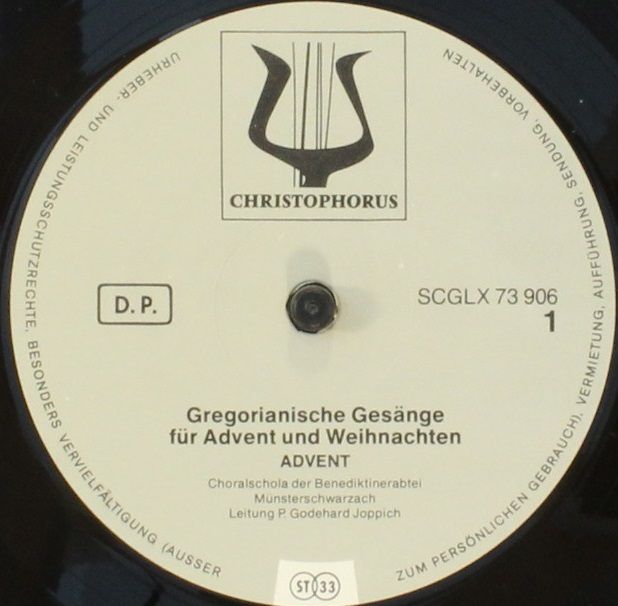 CHRISTOPHORUS
D.P.
SCGLX 73 906
1
Gregorianische Gesänge
für Advent und Weihnachten
ADVENT
Choralschola der Benediktinerabtei
Münsterschwarzach
Leitung P. Godehard Joppich
ST 33
URHEBER- UND LEISTUNGSSCHUTZRECHTE, BESONDERS VERVIELFÄLTIGUNG (AUSSER ZUM PERSÖNLICHEN GEBRAUCH), VERMIETUNG, AUFFÜHRUNG, SENDUNG, VORBEHALTEN